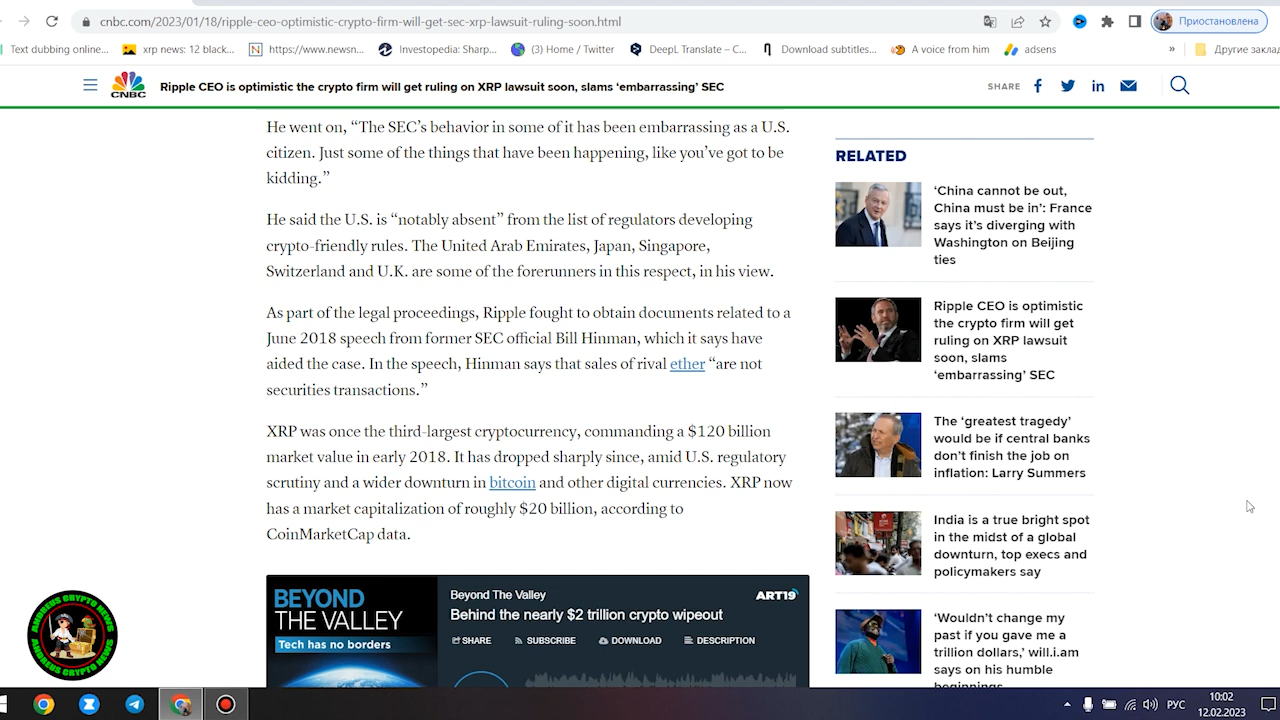 cnbc.com/2023/01/18/ripple-ceo-optimistic-crypto-firm-will-get-sec-xrp-lawsuit-ruling-soon.html
Приостановлена
Text dubbing online...
xrp news: 12 black...
https://www.newsn...
Investopedia: Sharp...
(3) Home / Twitter
DeepL Translate – C...
Download subtitles...
A voice from him
adsens
»
Другие заклад
CNBC
Ripple CEO is optimistic the crypto firm will get ruling on XRP lawsuit soon, slams ‘embarrassing’ SEC
SHARE
He went on, “The SEC’s behavior in some of it has been embarrassing as a U.S.
citizen. Just some of the things that have been happening, like you’ve got to be
kidding.”
He said the U.S. is “notably absent” from the list of regulators developing
crypto-friendly rules. The United Arab Emirates, Japan, Singapore,
Switzerland and U.K. are some of the forerunners in this respect, in his view.
As part of the legal proceedings, Ripple fought to obtain documents related to a
June 2018 speech from former SEC official Bill Hinman, which it says have
aided the case. In the speech, Hinman says that sales of rival ether “are not
securities transactions.”
XRP was once the third-largest cryptocurrency, commanding a $120 billion
market value in early 2018. It has dropped sharply since, amid U.S. regulatory
scrutiny and a wider downturn in bitcoin and other digital currencies. XRP now
has a market capitalization of roughly $20 billion, according to
CoinMarketCap data.
BEYOND
THE VALLEY
Tech has no borders
Beyond The Valley
ART19
Behind the nearly $2 trillion crypto wipeout
SHARE
SUBSCRIBE
DOWNLOAD
DESCRIPTION
RELATED
‘China cannot be out,
China must be in’: France
says it’s diverging with
Washington on Beijing
ties
Ripple CEO is optimistic
the crypto firm will get
ruling on XRP lawsuit
soon, slams
‘embarrassing’ SEC
The ‘greatest tragedy’
would be if central banks
don’t finish the job on
inflation: Larry Summers
India is a true bright spot
in the midst of a global
downturn, top execs and
policymakers say
‘Wouldn’t change my
past if you gave me a
trillion dollars,’ will.i.am
says on his humble
beginnings
ANDREUS CRYPTO NEWS
ANDREUS CRYPTO NEWS
РУС
10:02
12.02.2023